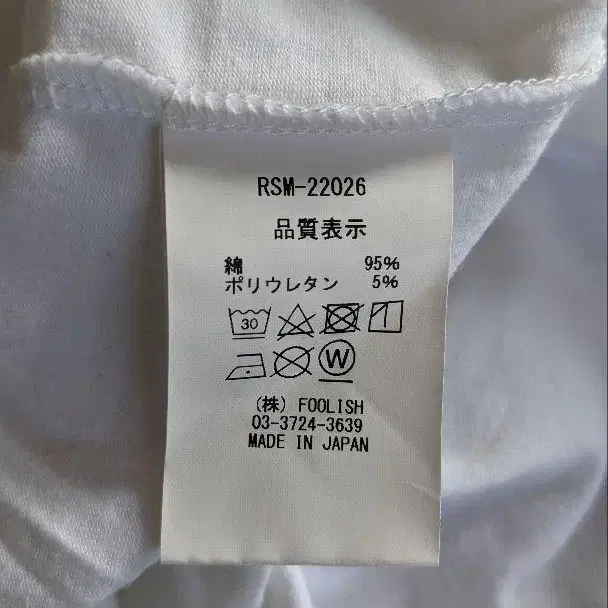 RSM-22026
品質表示
綿 95%
ポリウレタン 5%
30
W
(株) FOOLISH
03-3724-3639
MADE IN JAPAN